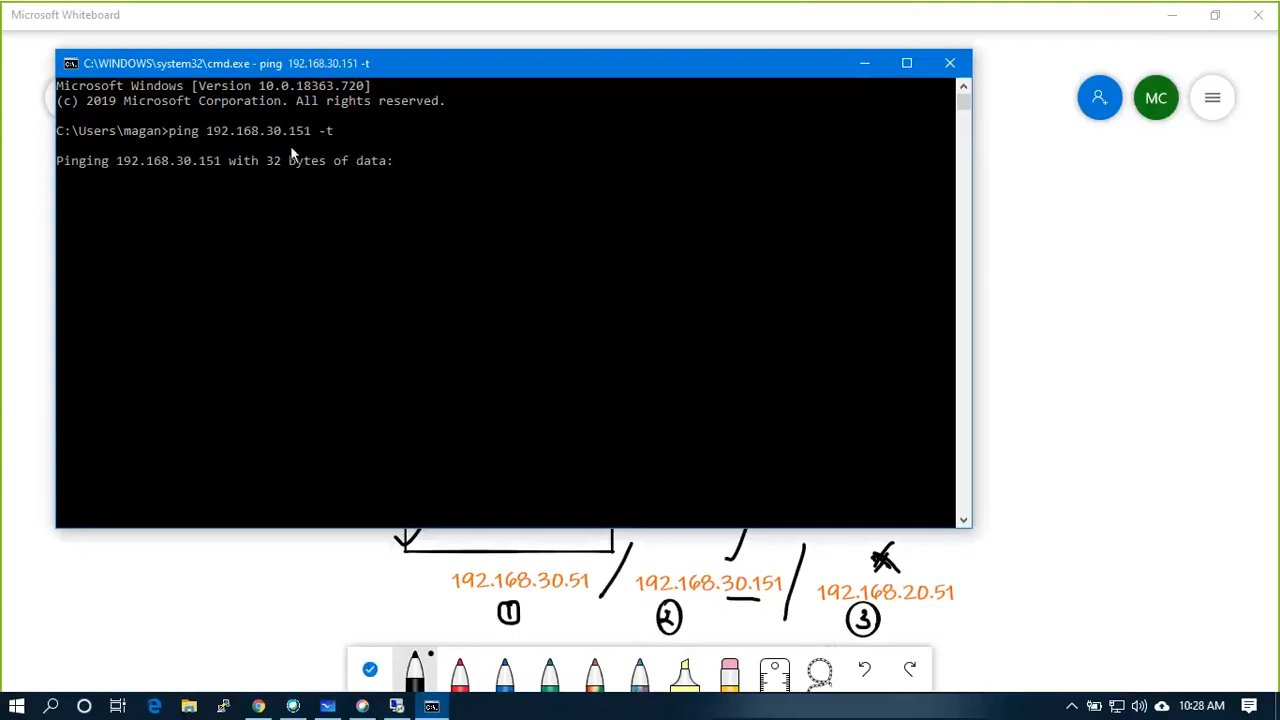 Microsoft Whiteboard
C:\WINDOWS\system32\cmd.exe - ping 192.168.30.151 -t
Microsoft Windows [Version 10.0.18363.720]
(c) 2019 Microsoft Corporation. All rights reserved.
C:\Users\magan>ping 192.168.30.151 -t
Pinging 192.168.30.151 with 32 bytes of data:
MC
192.168.30.51 / 192.168.30.151 / 192.168.20.51
1 2 3
10:28 AM